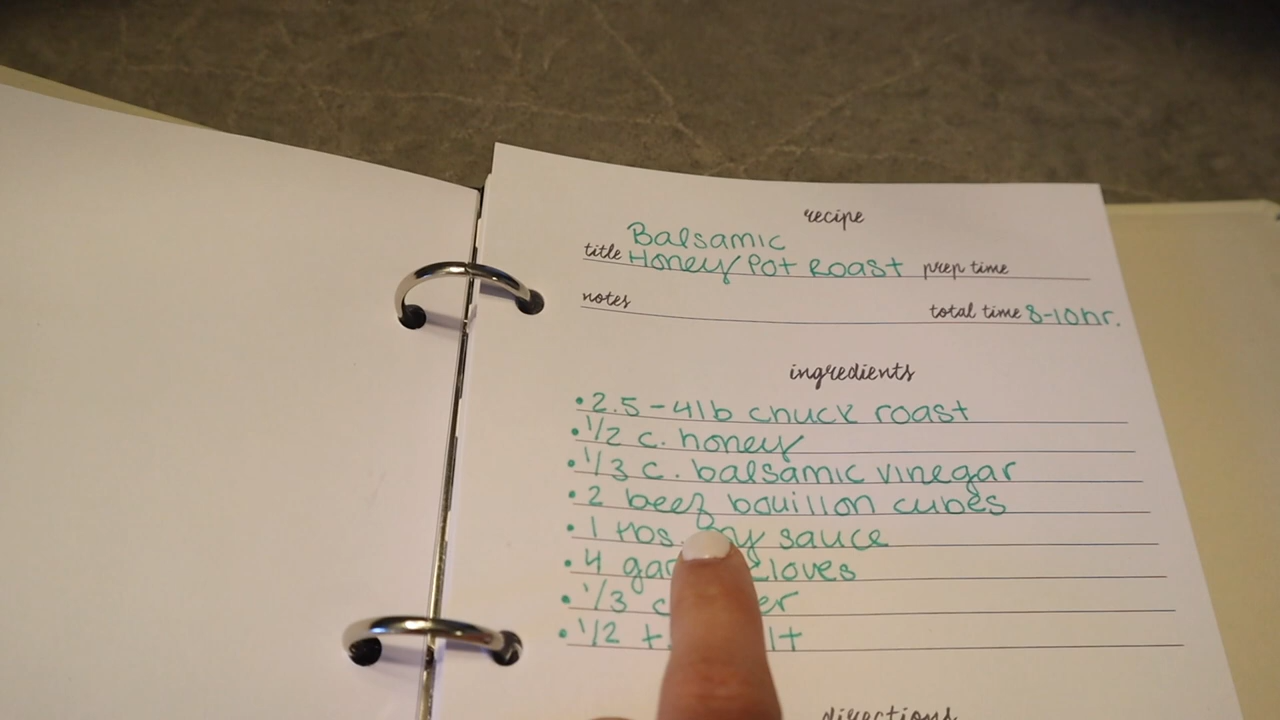 recipe
Balsamic
title Honey Pot Roast prep time
notes total time 8-10hr.
ingredients
• 2.5-4lb chuck roast
• 1/2 c. honey
• 1/3 c. balsamic vinegar
• 2 beef bouillon cubes
• 1 tbs. sauce
• 4 cloves
• 1/3
• 1/2
directions